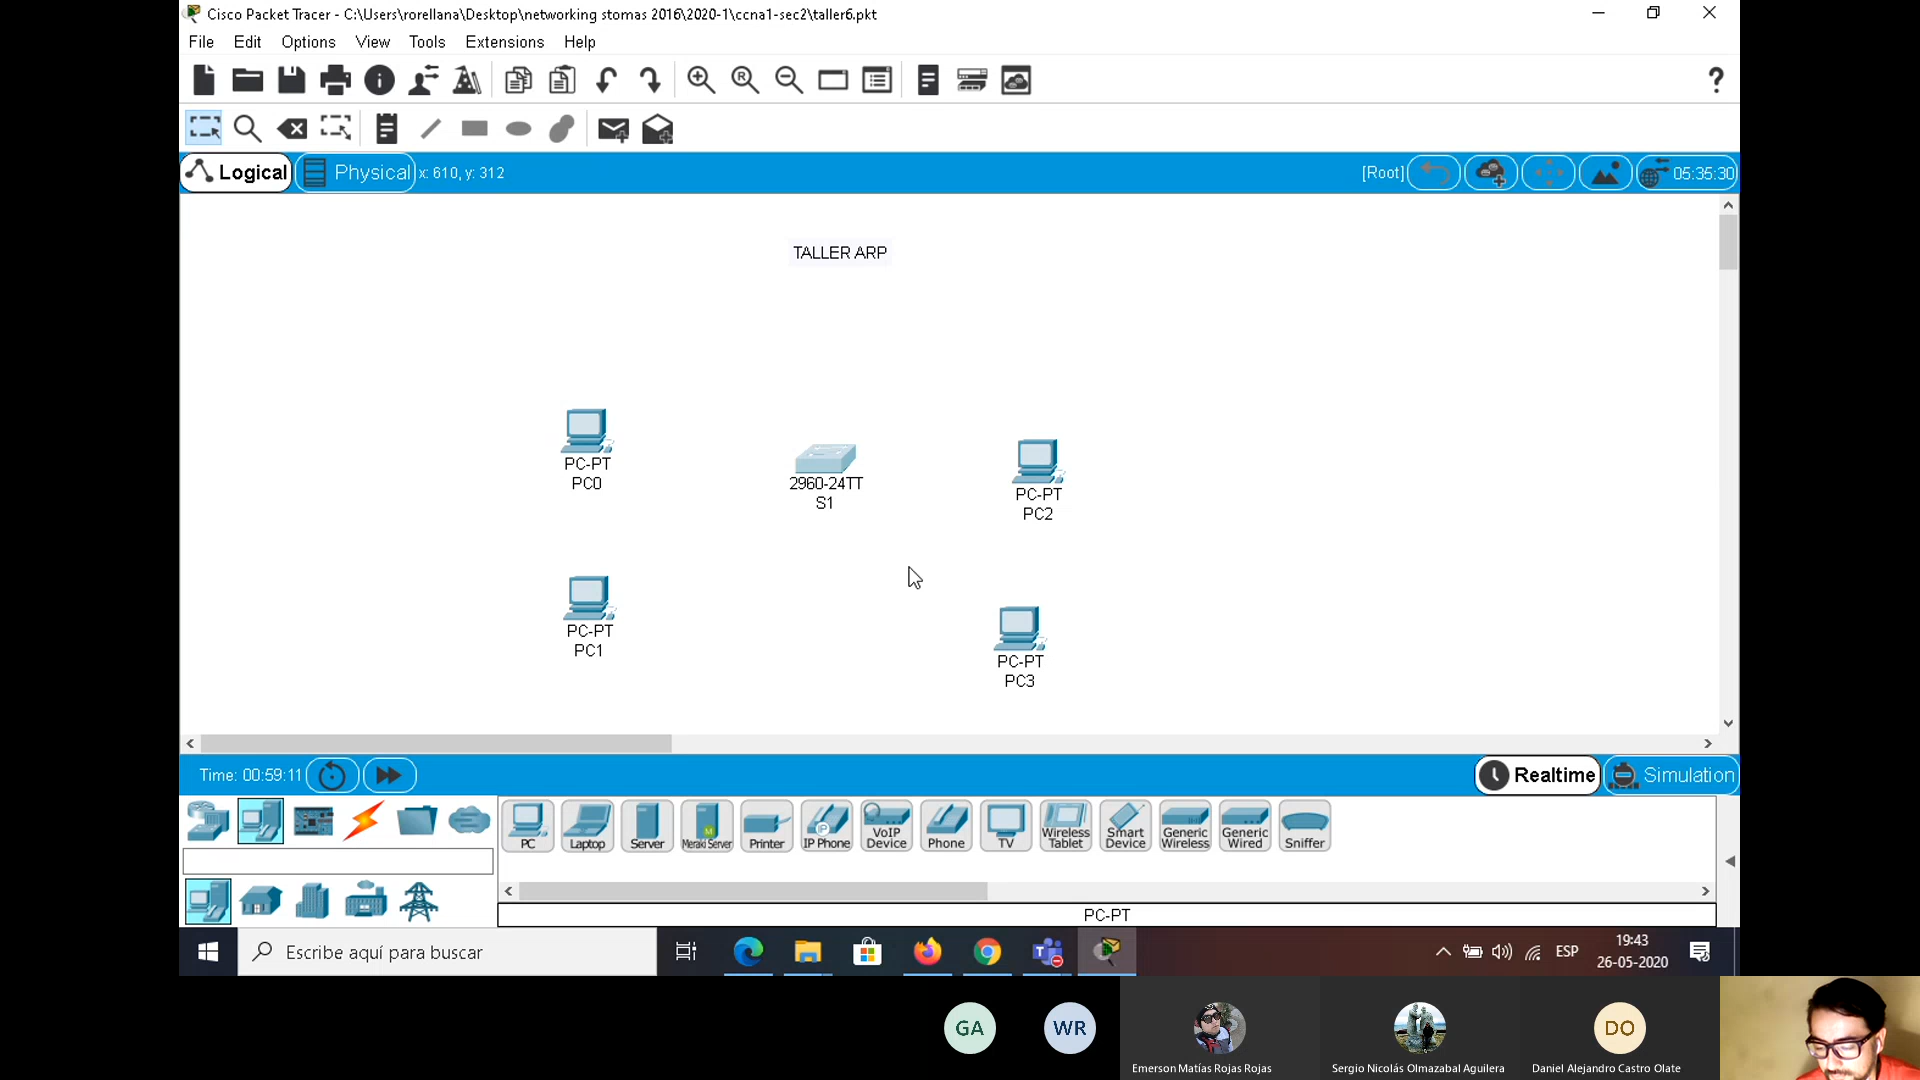 Cisco Packet Tracer - C:\Users\rorellana\Desktop\networking stomas 2016\2020-1\ccna1-sec2\taller6.pkt
File Edit Options View Tools Extensions Help
Logical Physical x: 610, y: 312 [Root] 05:35:30
TALLER ARP
PC-PT
PC0
2960-24TT
S1
PC-PT
PC2
PC-PT
PC1
PC-PT
PC3
Time: 00:59:11 Realtime Simulation
PC Laptop Server Meraki Server Printer IP Phone VoIP Device Phone TV Wireless Tablet Smart Device Generic Wireless Generic Wired Sniffer
PC-PT
Escribe aquí para buscar
ESP
19:43
26-05-2020
GA WR DO
Emerson Matías Rojas Rojas Sergio Nicolás Olmazabal Aguilera Daniel Alejandro Castro Olate